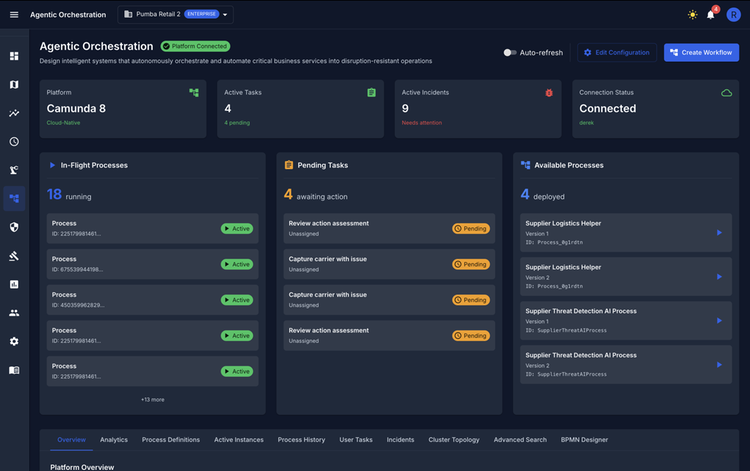 Agentic Orchestration
Pumba Retail 2 ENTERPRISE
4
R
Agentic Orchestration
Platform Connected
Design intelligent systems that autonomously orchestrate and automate critical business services into disruption-resistant operations
Auto-refresh
Edit Configuration
Create Workflow
Platform
Camunda 8
Cloud-Native
Active Tasks
4
4 pending
Active Incidents
9
Needs attention
Connection Status
Connected
derek
In-Flight Processes
18 running
Process
ID: 225179981461...
Active
Process
ID: 675539944198...
Active
Process
ID: 450359962829...
Active
Process
ID: 225179981461...
Active
Process
ID: 225179981461...
Active
+13 more
Pending Tasks
4 awaiting action
Review action assessment
Unassigned
Pending
Capture carrier with issue
Unassigned
Pending
Capture carrier with issue
Unassigned
Pending
Review action assessment
Unassigned
Pending
Available Processes
4 deployed
Supplier Logistics Helper
Version 1
ID: Process_0g1rdtn
Supplier Logistics Helper
Version 2
ID: Process_0g1rdtn
Supplier Threat Detection AI Process
Version 1
ID: SupplierThreatAIProcess
Supplier Threat Detection AI Process
Version 2
ID: SupplierThreatAIProcess
Overview
Analytics
Process Definitions
Active Instances
Process History
User Tasks
Incidents
Cluster Topology
Advanced Search
BPMN Designer
Platform Overview